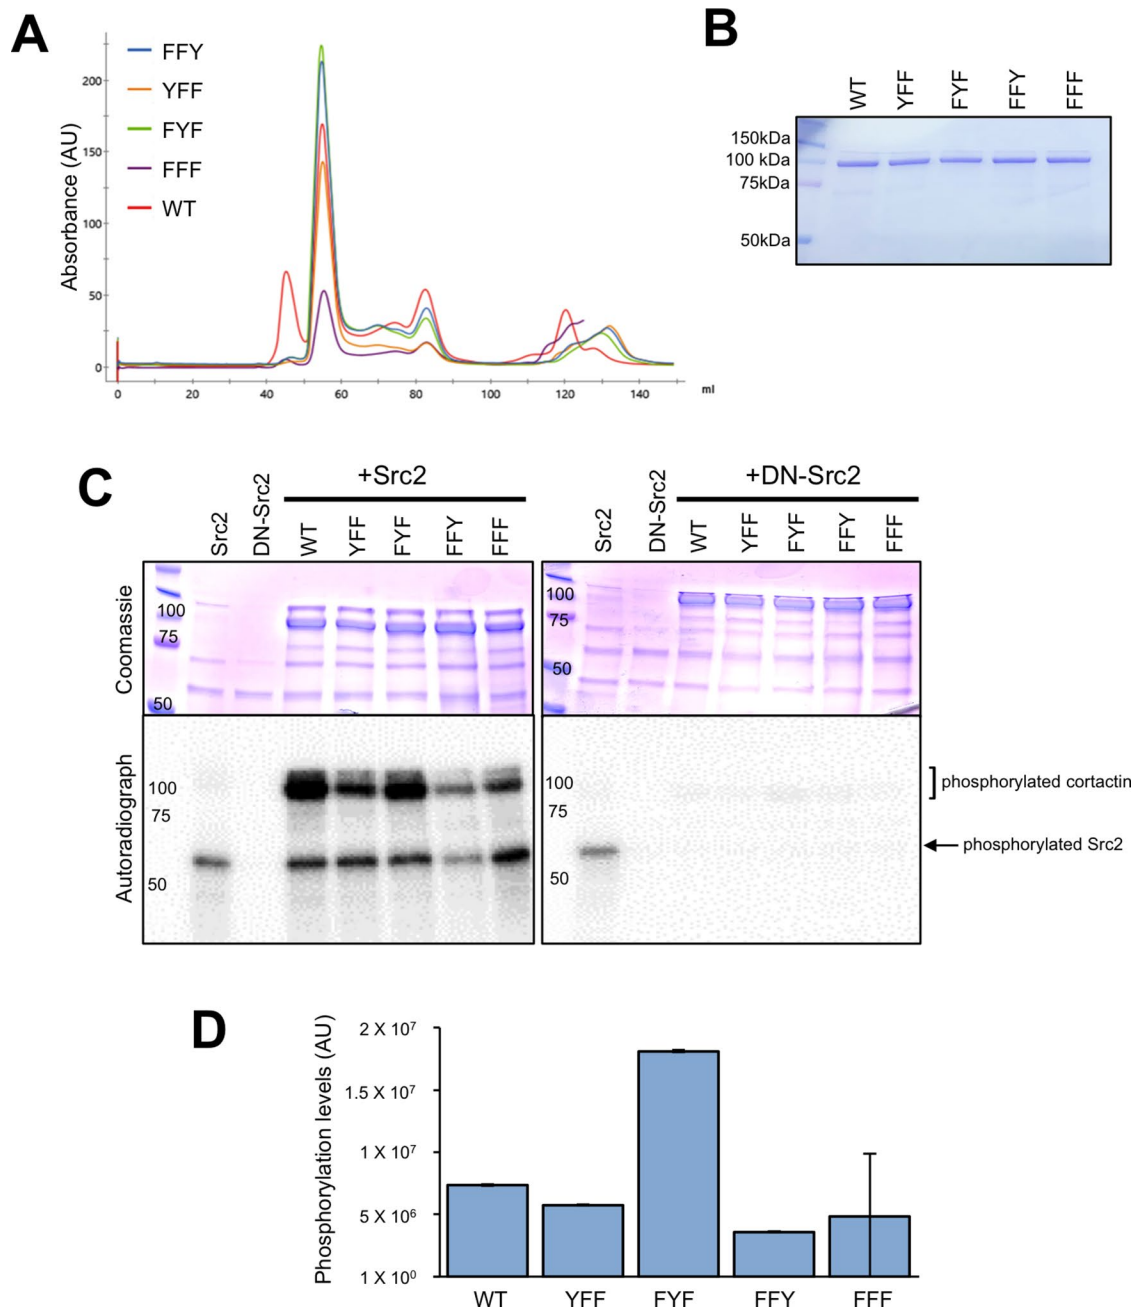 A
Absorbance (AU)
FFY
YFF
FYF
FFF
WT
200
150
100
50
0
0 20 40 60 80 100 120 140 ml
B
WT YFF FYF FFY FFF
150kDa
100 kDa
75kDa
50kDa
C
+Src2 +DN-Src2
Src2 DN-Src2 WT YFF FYF FFY FFF Src2 DN-Src2 WT YFF FYF FFY FFF
Coomassie
100
75
50
100
75
50
Autoradiograph
100
75
50
100
75
50
phosphorylated cortactin
phosphorylated Src2
D
Phosphorylation levels (AU)
2 X 10⁷
1.5 X 10⁷
1 X 10⁷
5 X 10⁶
1 X 10⁰
WT YFF FYF FFY FFF